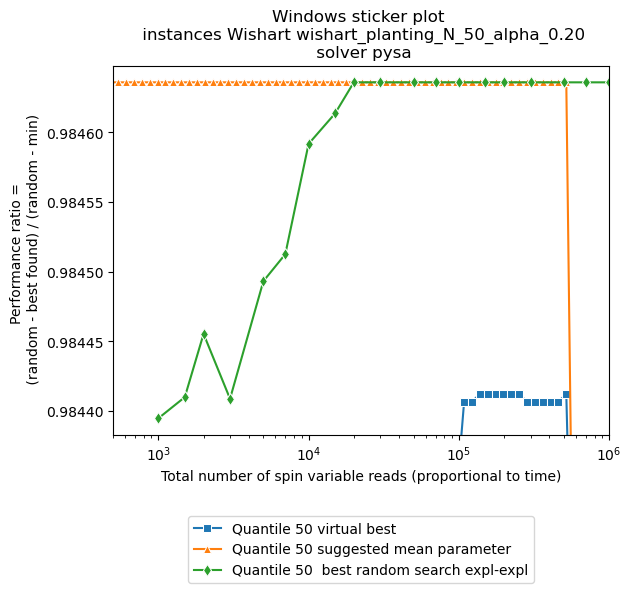 Windows sticker plot
instances Wishart wishart_planting_N_50_alpha_0.20
solver pysa
Performance ratio =
(random - best found) / (random - min)
0.98460
0.98455
0.98450
0.98445
0.98440
10³
10⁴
10⁵
10⁶
Total number of spin variable reads (proportional to time)
Quantile 50 virtual best
Quantile 50 suggested mean parameter
Quantile 50  best random search expl-expl